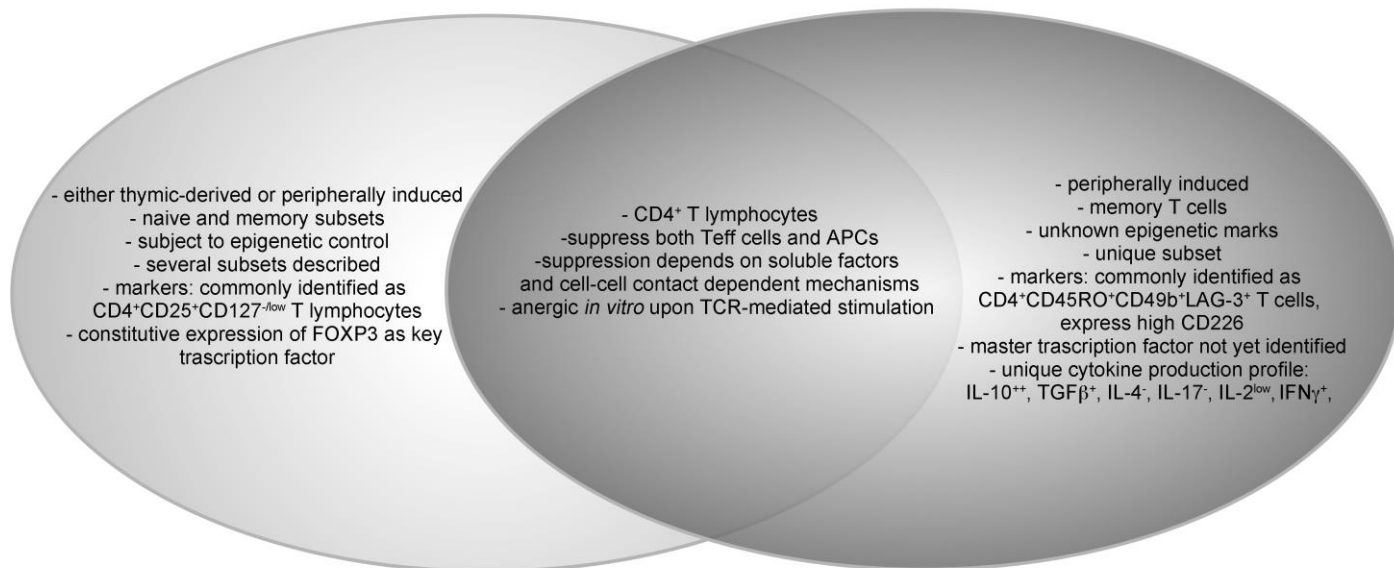 - either thymic-derived or peripherally induced
- naive and memory subsets
- subject to epigenetic control
- several subsets described
- markers: commonly identified as
CD4⁺CD25⁺CD127⁻/ˡᵒʷ T lymphocytes
- constitutive expression of FOXP3 as key
trascription factor
- CD4⁺ T lymphocytes
-suppress both Teff cells and APCs
-suppression depends on soluble factors
and cell-cell contact dependent mechanisms
- anergic in vitro upon TCR-mediated stimulation
- peripherally induced
- memory T cells
- unknown epigenetic marks
- unique subset
- markers: commonly identified as
CD4⁺CD45RO⁺CD49b⁺LAG-3⁺ T cells,
express high CD226
- master trascription factor not yet identified
- unique cytokine production profile:
IL-10⁺⁺, TGFβ⁺, IL-4⁻, IL-17⁻, IL-2ˡᵒʷ, IFNγ⁺,